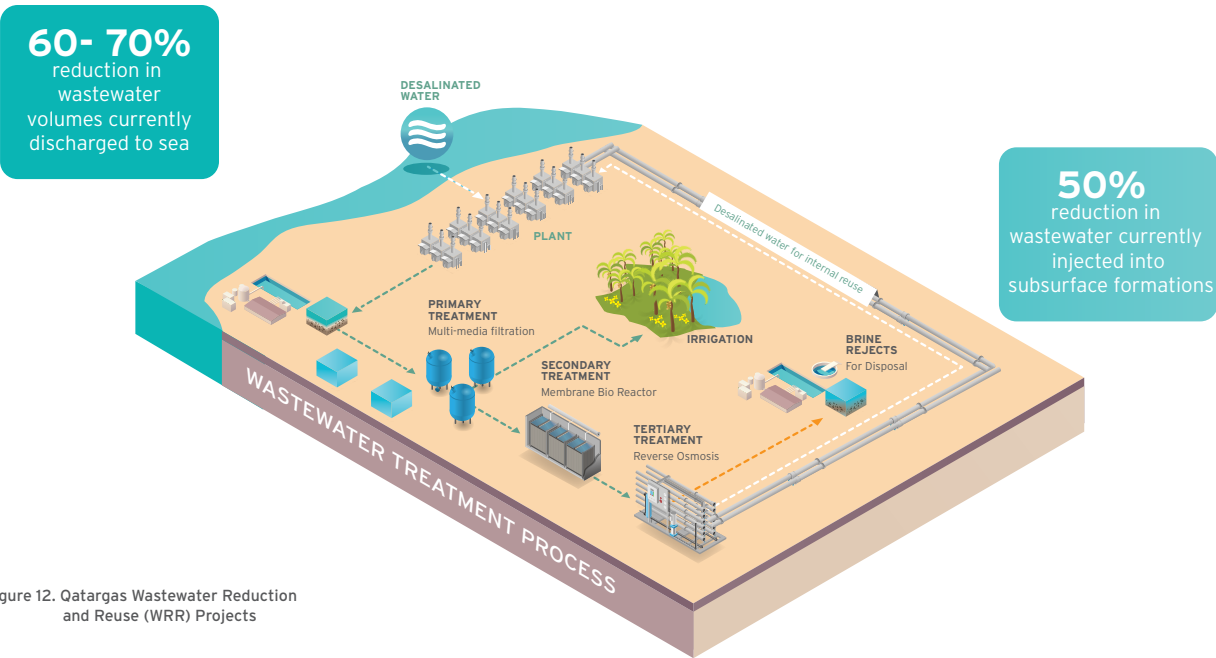 60- 70%
reduction in
wastewater
volumes currently
discharged to sea
DESALINATED
WATER
50%
reduction in
wastewater currently
injected into
subsurface formations
Desalinated water for internal reuse
PLANT
PRIMARY
TREATMENT
Multi-media filtration
IRRIGATION
BRINE
REJECTS
For Disposal
SECONDARY
TREATMENT
Membrane Bio Reactor
TERTIARY
TREATMENT
Reverse Osmosis
WASTEWATER TREATMENT PROCESS
gure 12. Qatargas Wastewater Reduction
and Reuse (WRR) Projects